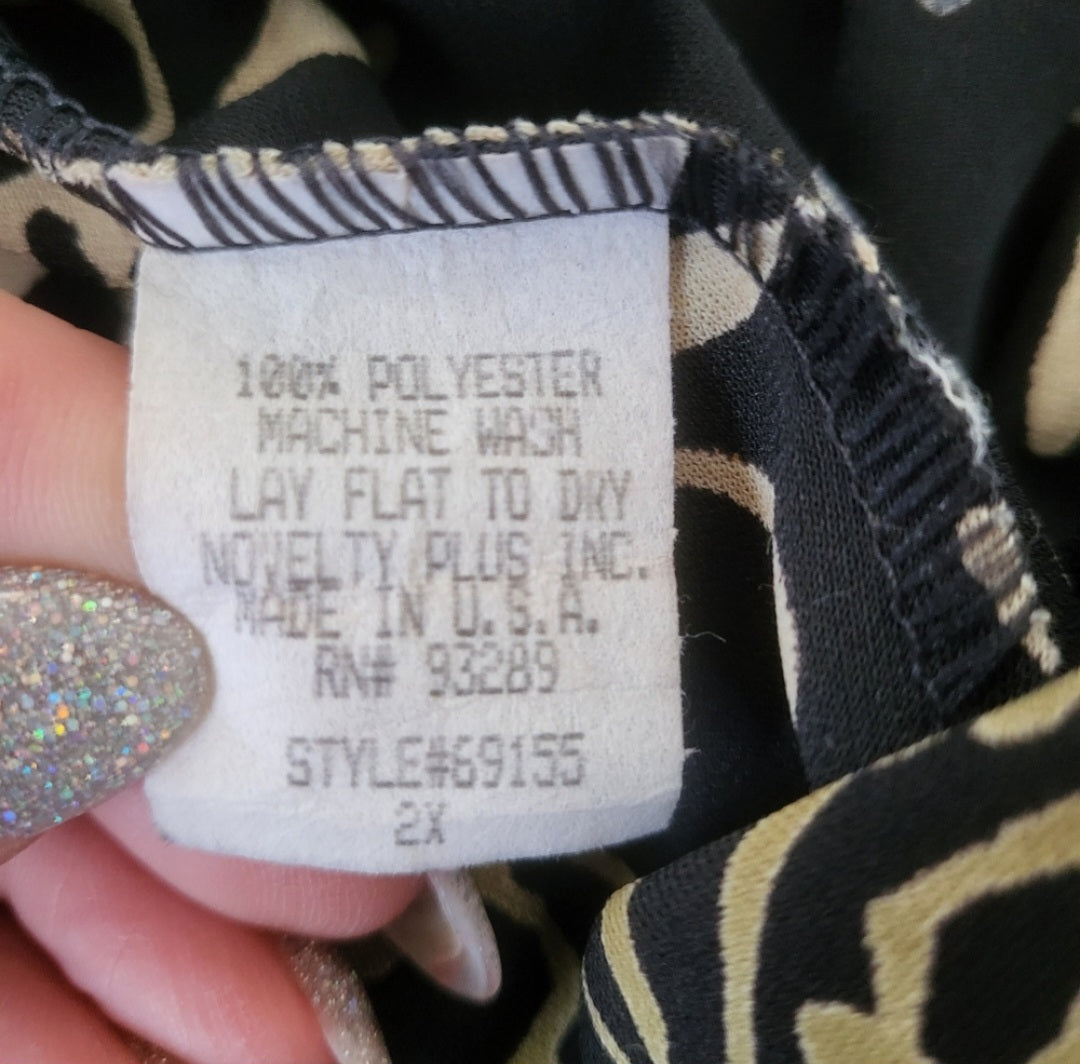 100% POLYESTER
MACHINE WASH
LAY FLAT TO DRY
NOVELTY PLUS INC.
MADE IN U.S.A.
RN# 93289
STYLE#69155
2X